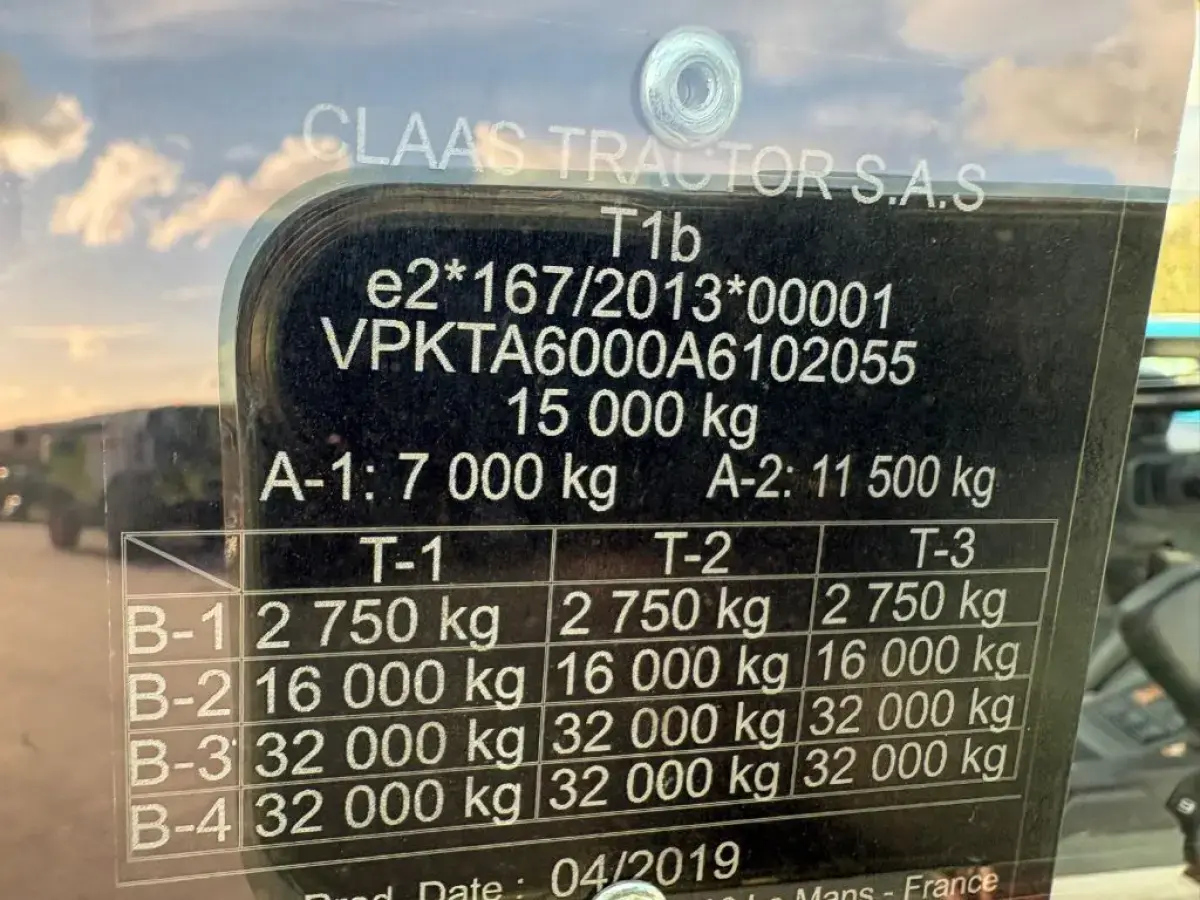 CLAAS TRACTOR S.A.S
T1b
e2*167/2013*00001
VPKTA6000A6102055
15 000 kg
A-1: 7 000 kg A-2: 11 500 kg
T-1 T-2 T-3
B-1 2 750 kg 2 750 kg 2 750 kg
B-2 16 000 kg 16 000 kg 16 000 kg
B-3 32 000 kg 32 000 kg 32 000 kg
B-4 32 000 kg 32 000 kg 32 000 kg
Prod. Date : 04/2019
Le Mans - France